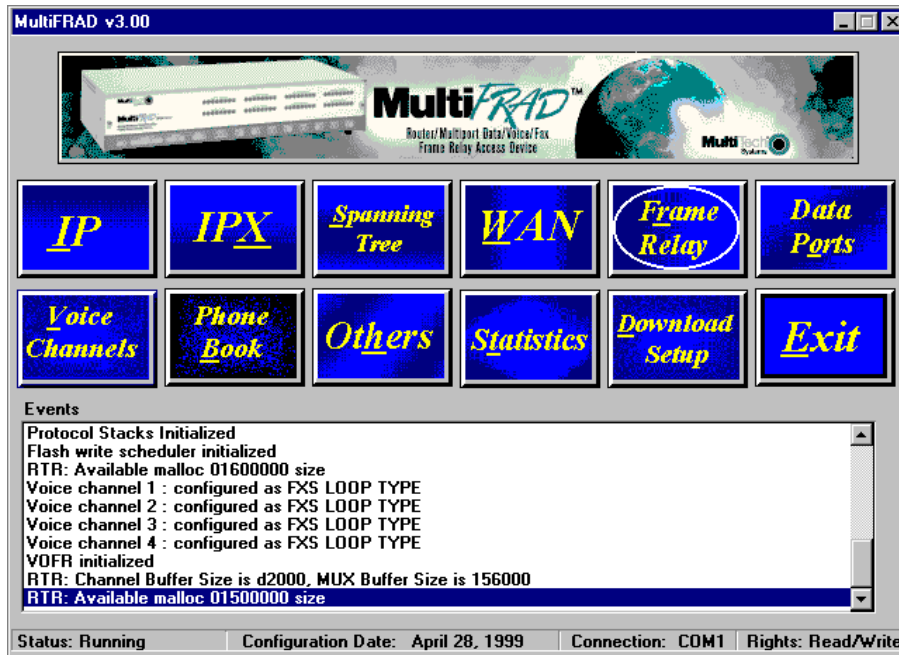 MultiFRAD v3.00
MultiFRAD™
Router/Multiport Data/Voice/Fax
Frame Relay Access Device
MultiTech
Systems
IP
IPX
Spanning
Tree
WAN
Frame
Relay
Data
Ports
Voice
Channels
Phone
Book
Others
Statistics
Download
Setup
Exit
Events
Protocol Stacks Initialized
Flash write scheduler initialized
RTR: Available malloc 01600000 size
Voice channel 1 : configured as FXS LOOP TYPE
Voice channel 2 : configured as FXS LOOP TYPE
Voice channel 3 : configured as FXS LOOP TYPE
Voice channel 4 : configured as FXS LOOP TYPE
VOFR initialized
RTR: Channel Buffer Size is d2000, MUX Buffer Size is 156000
RTR: Available malloc 01500000 size
Status: Running Configuration Date: April 28, 1999 Connection: COM1 Rights: Read/Write